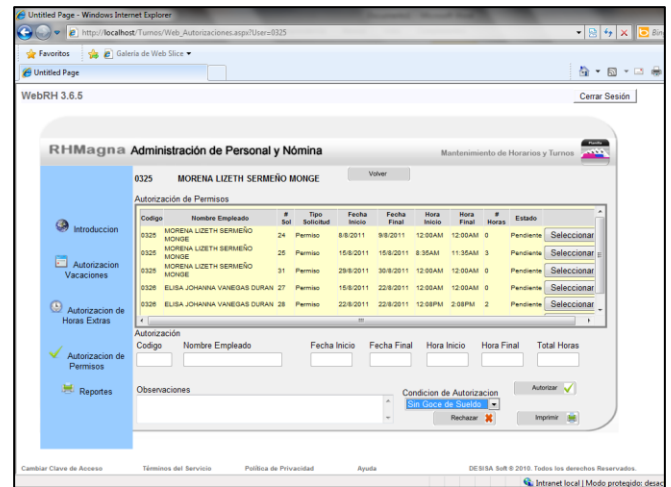 Untitled Page - Windows Internet Explorer
http://localhost/Turnos/Web_Autorizaciones.aspx?User=0325
Bin
Favoritos
Galería de Web Slice
Untitled Page
WebRH 3.6.5
Cerrar Sesión
RHMagna Administración de Personal y Nómina
Mantenimiento de Horarios y Turnos
0325 MORENA LIZETH SERMEÑO MONGE
Volver
Autorización de Permisos
Codigo Nombre Empleado # Sol Tipo Solicitud Fecha Inicio Fecha Final Hora Inicio Hora Final # Horas Estado
0325 MORENA LIZETH SERMEÑO MONGE 24 Permiso 8/8/2011 9/8/2011 12:00AM 12:00AM 0 Pendiente Seleccionar
0325 MORENA LIZETH SERMEÑO MONGE 25 Permiso 15/8/2011 15/8/2011 8:35AM 11:35AM 3 Pendiente Seleccionar
0325 MORENA LIZETH SERMEÑO MONGE 31 Permiso 29/8/2011 30/8/2011 12:00AM 12:00AM 0 Pendiente Seleccionar
0326 ELISA JOHANNA VANEGAS DURAN 27 Permiso 15/8/2011 22/8/2011 12:00AM 12:00AM 0 Pendiente Seleccionar
0326 ELISA JOHANNA VANEGAS DURAN 28 Permiso 22/8/2011 22/8/2011 12:08PM 2:08PM 2 Pendiente Seleccionar
Introduccion
Autorizacion Vacaciones
Autorizacion de Horas Extras
Autorizacion de Permisos
Reportes
Autorización
Codigo Nombre Empleado Fecha Inicio Fecha Final Hora Inicio Hora Final Total Horas
Observaciones
Condicion de Autorizacion
Sin Goce de Sueldo
Autorizar
Rechazar
Imprimir
Cambiar Clave de Acceso Términos del Servicio Política de Privacidad Ayuda DESISA Soft © 2010. Todos los derechos Reservados.
Intranet local | Modo protegido: desac